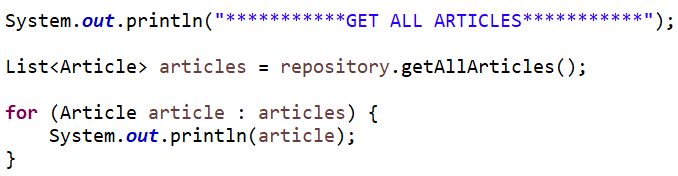 System.out.println("***********GET ALL ARTICLES***********");
List<Article> articles = repository.getAllArticles();
for (Article article : articles) {
    System.out.println(article);
}